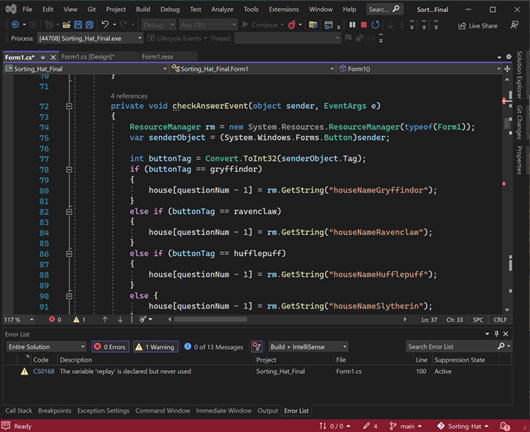 File Edit View Git Project Build Debug Test Analyze Tools Extensions Window Help Search Sort...Final
Debug Any CPU Continue Live Share
Process: [44708] Sorting_Hat_Final.exe Lifecycle Events Thread:
Form1.cs* Form1.cs [Design]* Form1.resx
Sorting_Hat_Final Sorting_Hat_Final.Form1 Form1()
70 }
71
4 references
72 private void checkAnswerEvent(object sender, EventArgs e)
73 {
74 ResourceManager rm = new System.Resources.ResourceManager(typeof(Form1));
75 var senderObject = (System.Windows.Forms.Button)sender;
76
77 int buttonTag = Convert.ToInt32(senderObject.Tag);
78 if (buttonTag == gryffindor)
79 {
80 house[questionNum - 1] = rm.GetString("houseNameGryffindor");
81 }
82 else if (buttonTag == ravenclaw)
83 {
84 house[questionNum - 1] = rm.GetString("houseNameRavenclaw");
85 }
86 else if (buttonTag == hufflepuff)
87 {
88 house[questionNum - 1] = rm.GetString("houseNameHufflepuff");
89 }
90 else {
91 house[questionNum - 1] = rm.GetString("houseNameSlytherin");
117 % 0 1 Ln: 37 Ch: 33 SPC CRLF
Solution Explorer
Git Changes
Properties
Error List
Entire Solution 0 Errors 1 Warning 0 of 13 Messages Build + IntelliSense Search Error List
Code Description Project File Line Suppression State
CS0168 The variable 'replay' is declared but never used Sorting_Hat_Final Form1.cs 100 Active
Call Stack Breakpoints Exception Settings Command Window Immediate Window Output Error List
Ready 0 / 0 4 main Sorting-Hat 1